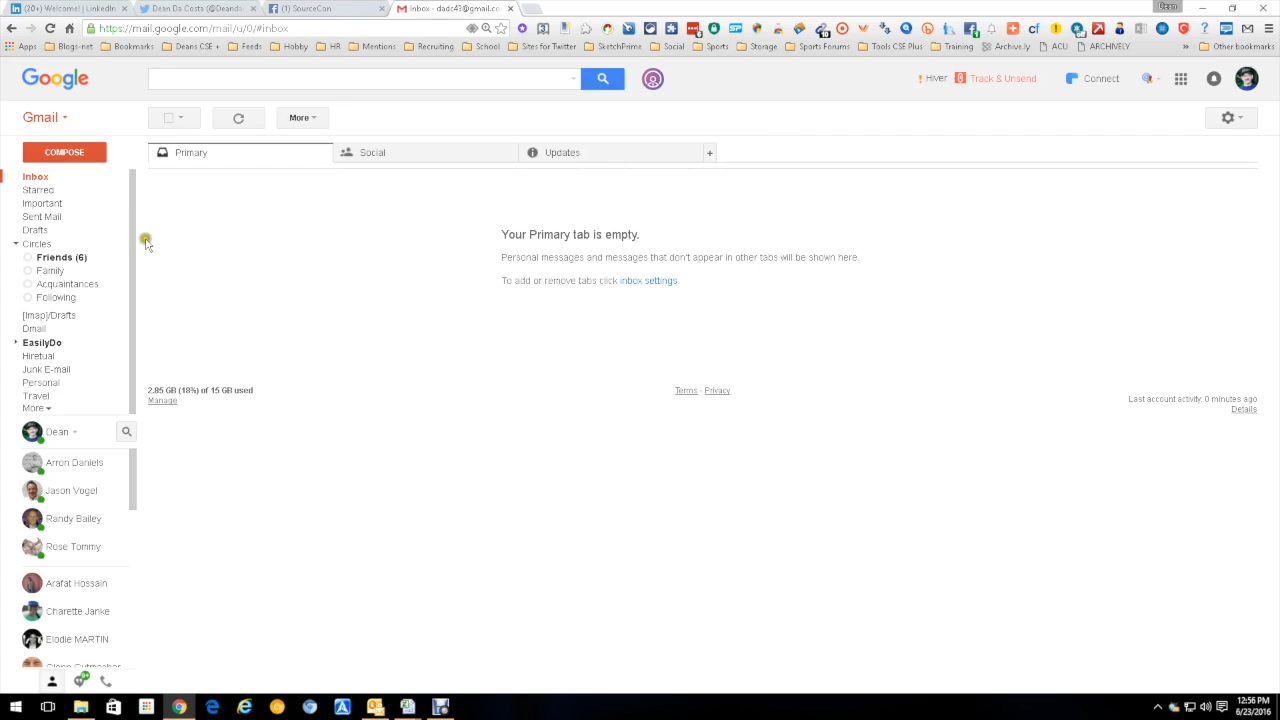 (20+) Welcome! | LinkedIn
Dean Da Costa (@Deanda
(1) SourceCon
Inbox - dadc43@gmail.co
Deen
https://mail.google.com/mail/u/0/#inbox
Apps
Blogs-net
Bookmarks
Deans CSE +
Feeds
Hobby
HR
Mentions
Recruiting
School
Sites for Twitter
SketchPrime
Social
Sports
Storage
Sports Forums
Tools CSE Plus
Training
Archive.ly
ACU
ARCHIVELY
»
Other bookmarks
Google
Hiver
Track & Unsend
Connect
Gmail
More
COMPOSE
Primary
Social
Updates
+
Inbox
Starred
Important
Sent Mail
Drafts
Circles
Friends (6)
Family
Acquaintances
Following
[Imap]/Drafts
Dmail
EasilyDo
Hiretual
Junk E-mail
Personal
Travel
More
Your Primary tab is empty.
Personal messages and messages that don't appear in other tabs will be shown here.
To add or remove tabs click inbox settings.
2.85 GB (18%) of 15 GB used
Manage
Terms - Privacy
Last account activity: 0 minutes ago
Details
Dean
Arron Daniels
Jason Vogel
Randy Bailey
Rose Tommy
Arafat Hossain
Charette Janke
Elodie MARTIN
Glenn Gutmacher
12:56 PM
6/23/2016